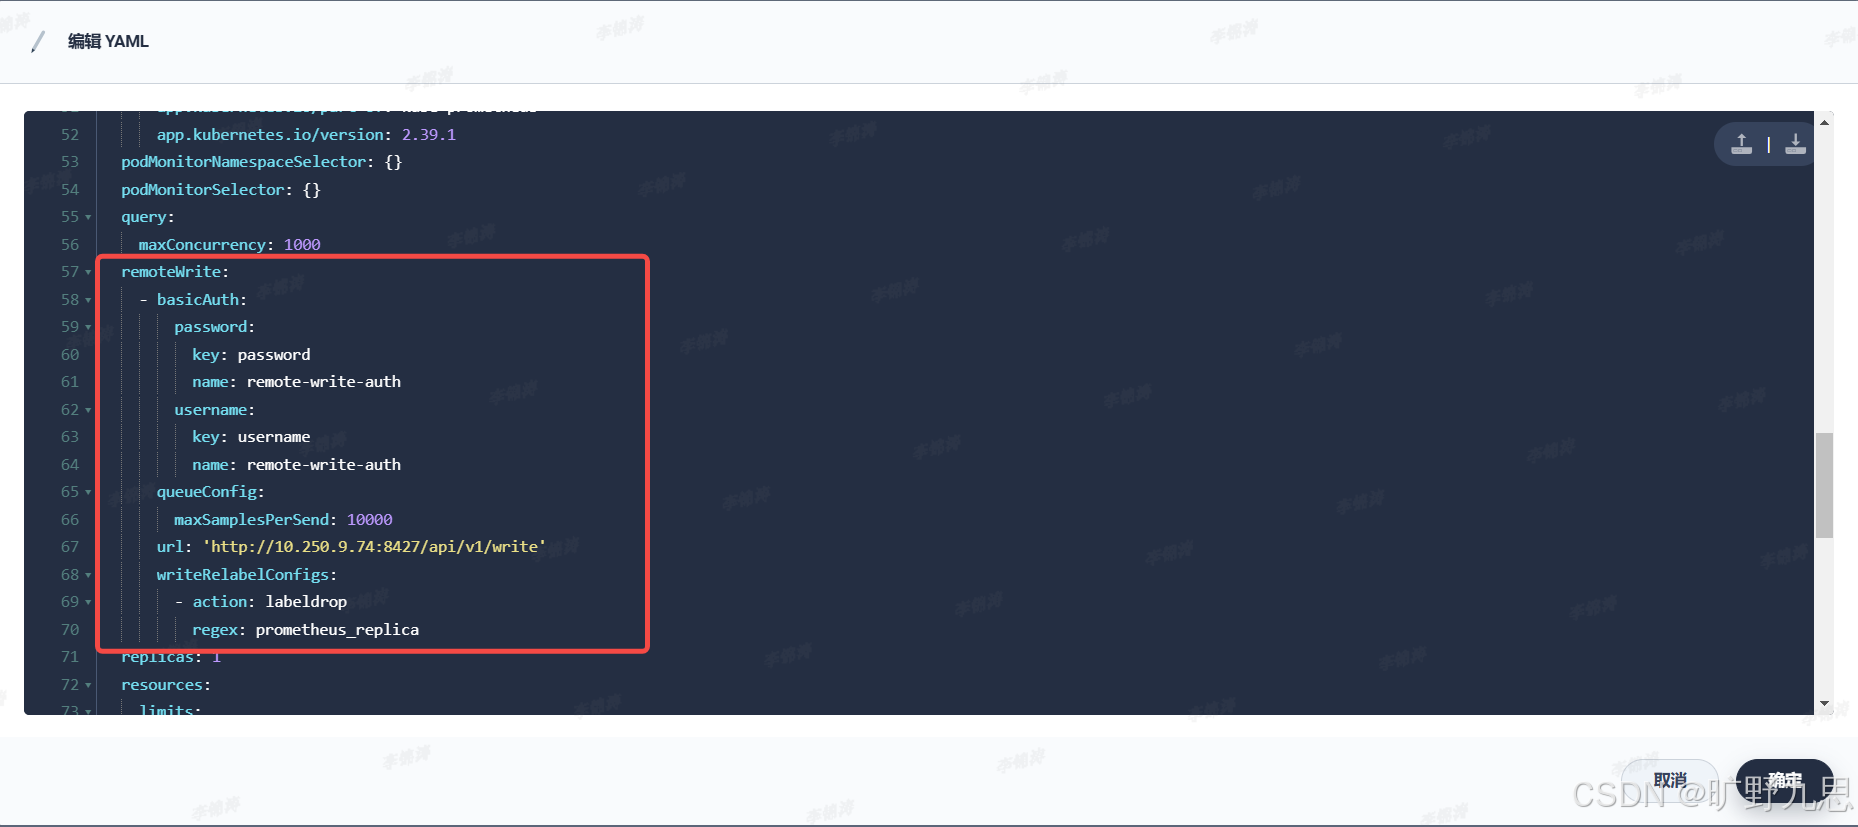 编辑 YAML
52 app.kubernetes.io/version: 2.39.1
53 podMonitorNamespaceSelector: {}
54 podMonitorSelector: {}
55 query:
56 maxConcurrency: 1000
57 remoteWrite:
58 - basicAuth:
59 password:
60 key: password
61 name: remote-write-auth
62 username:
63 key: username
64 name: remote-write-auth
65 queueConfig:
66 maxSamplesPerSend: 10000
67 url: 'http://10.250.9.74:8427/api/v1/write'
68 writeRelabelConfigs:
69 - action: labeldrop
70 regex: prometheus_replica
71 replicas: 1
72 resources:
73 limits:
取消
确定
CSDN @旷野九思